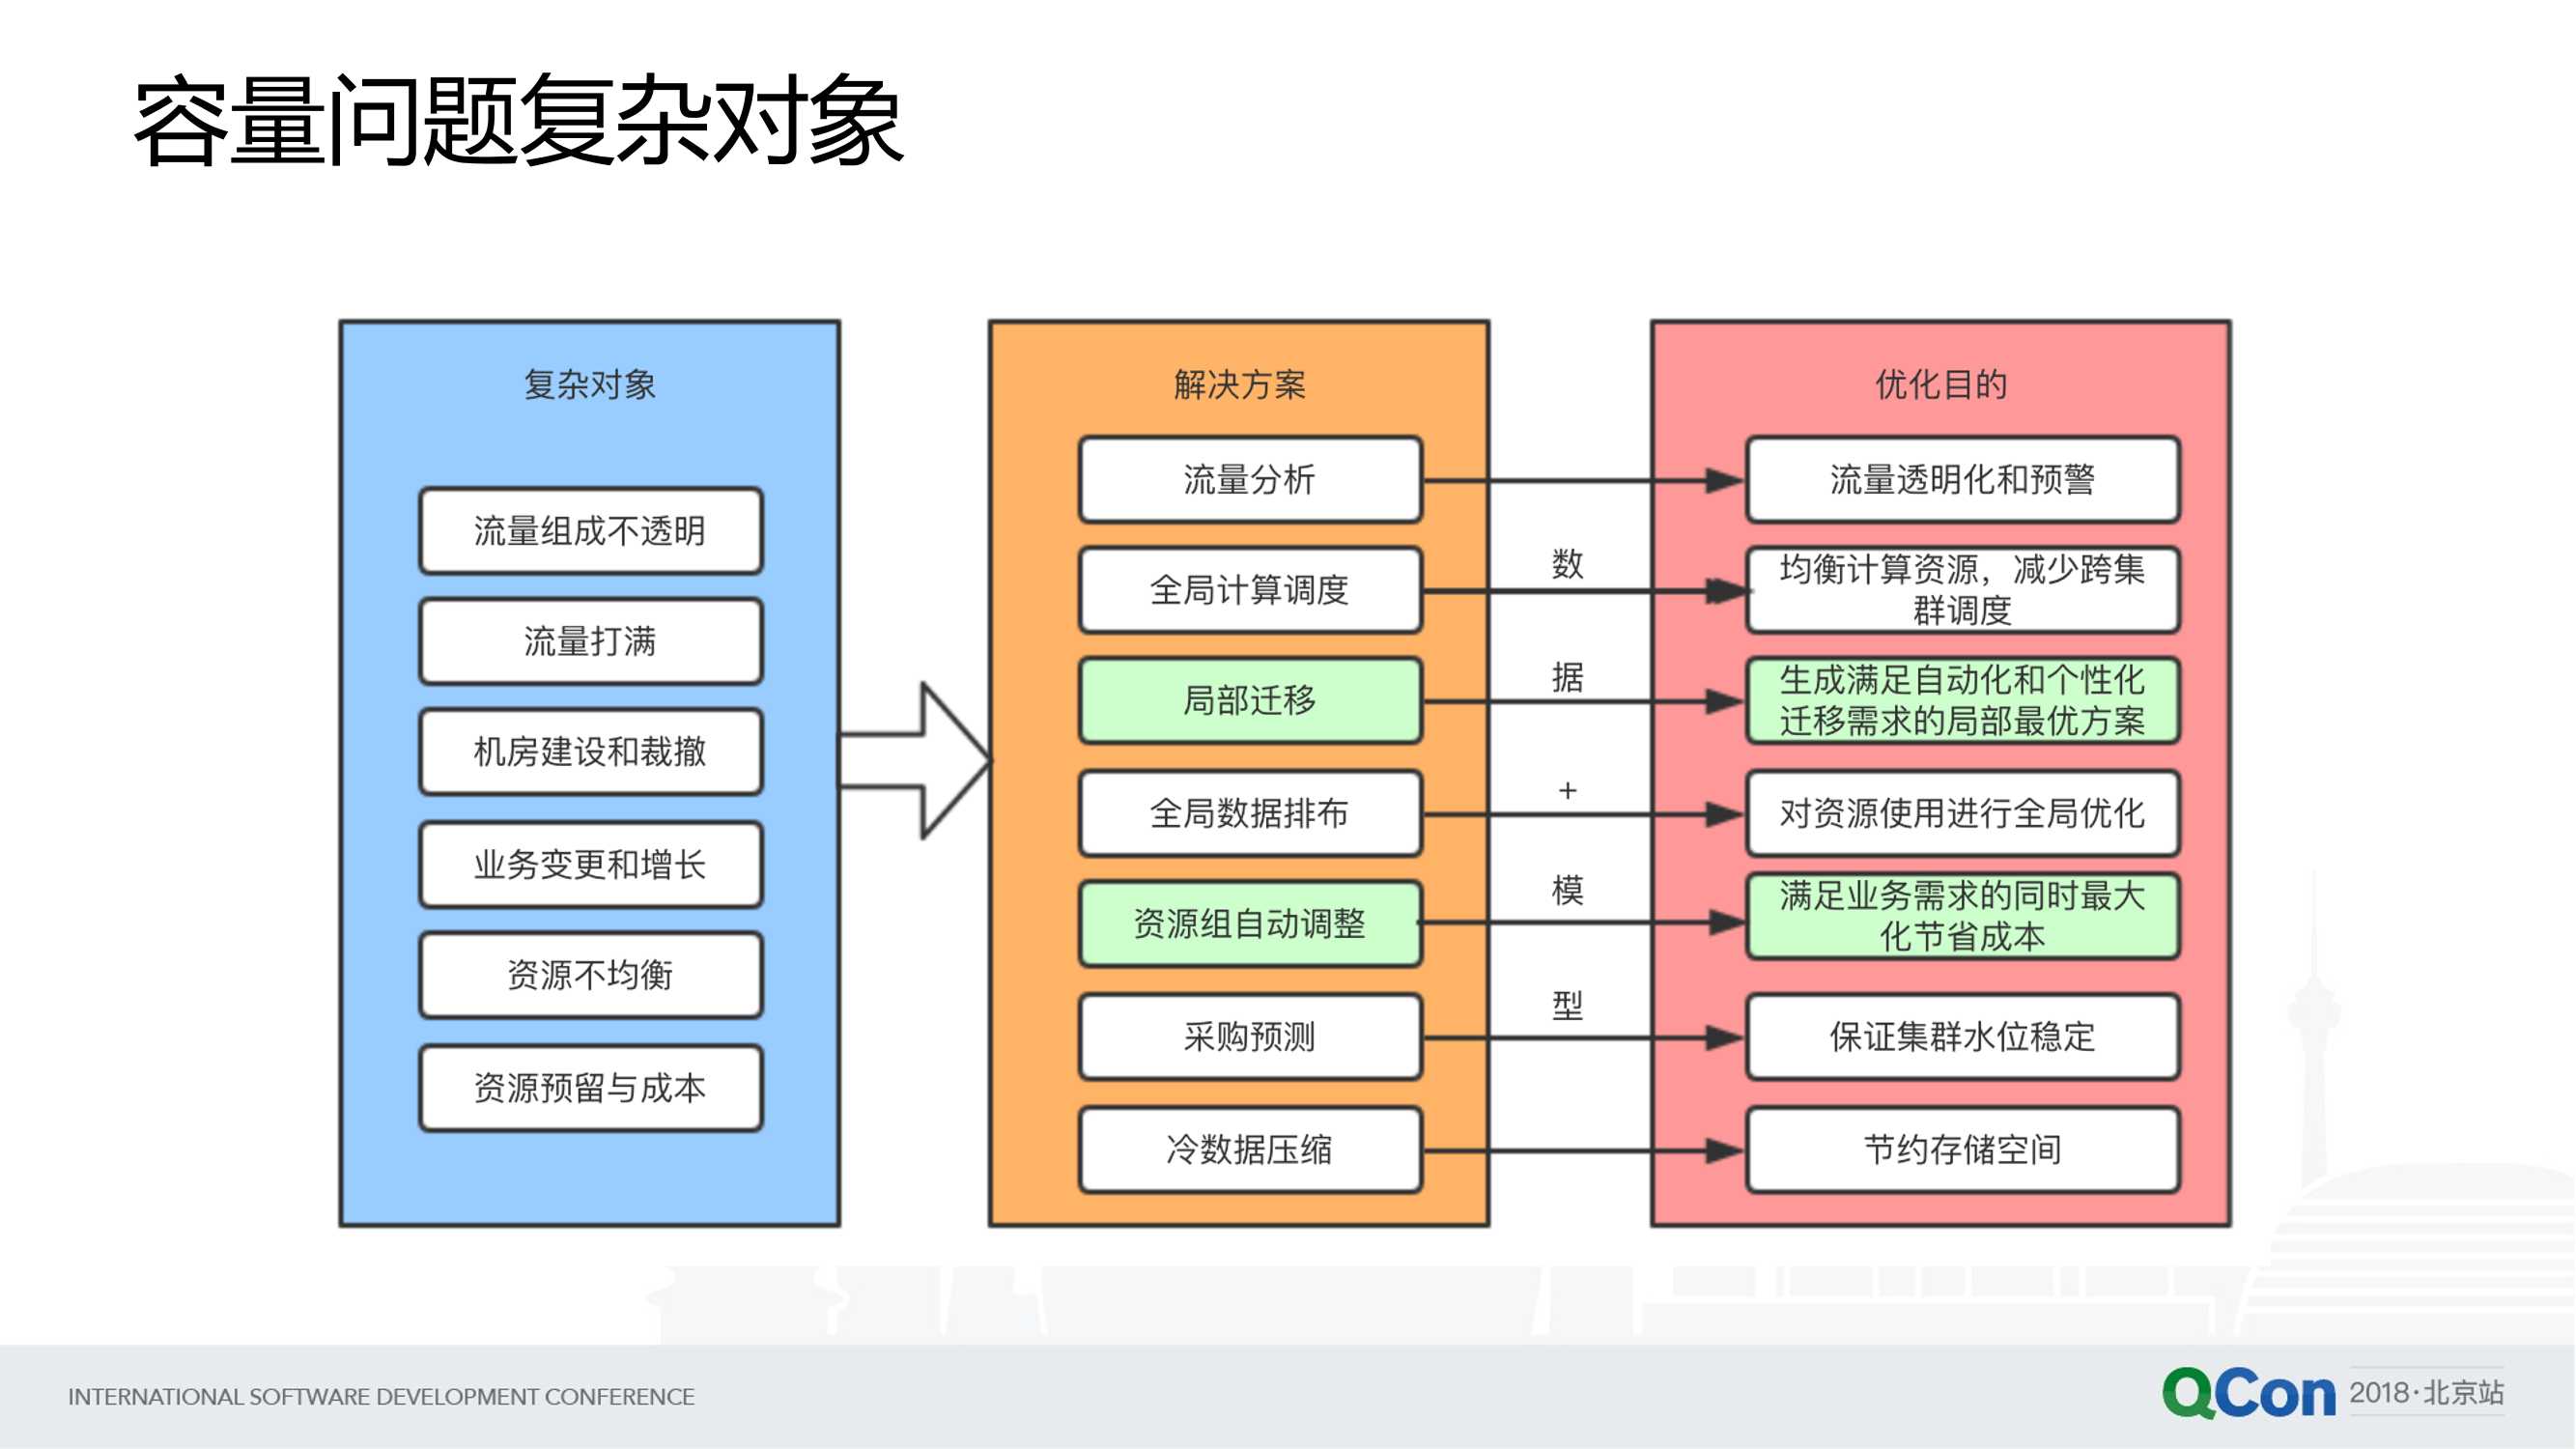 容量问题复杂对象
复杂对象
流量组成不透明
流量打满
机房建设和裁撤
业务变更和增长
资源不均衡
资源预留与成本
解决方案
流量分析
全局计算调度
局部迁移
全局数据排布
资源组自动调整
采购预测
冷数据压缩
数
据
+
模
型
优化目的
流量透明化和预警
均衡计算资源，减少跨集
群调度
生成满足自动化和个性化
迁移需求的局部最优方案
对资源使用进行全局优化
满足业务需求的同时最大
化节省成本
保证集群水位稳定
节约存储空间
INTERNATIONAL SOFTWARE DEVELOPMENT CONFERENCE
QCon 2018·北京站